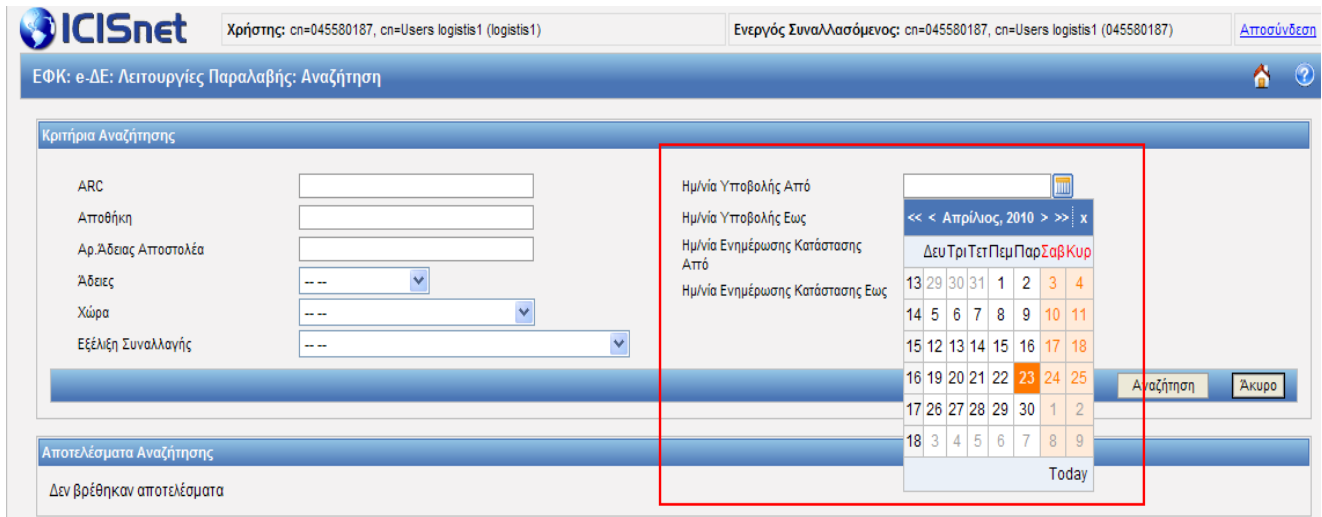 ICISnet Χρήστης: cn=045580187, cn=Users logistis1 (logistis1) Ενεργός Συναλλασόμενος: cn=045580187, cn=Users logistis1 (045580187) Αποσύνδεση
ΕΦΚ: e-ΔΕ: Λειτουργίες Παραλαβής: Αναζήτηση
Κριτήρια Αναζήτησης
ARC
Αποθήκη
Αρ.Άδειας Αποστολέα
Άδειες -- --
Χώρα -- --
Εξέλιξη Συναλλαγής -- --
Ημ/νία Υποβολής Από
Ημ/νία Υποβολής Εως
Ημ/νία Ενημέρωσης Κατάστασης
Από
Ημ/νία Ενημέρωσης Κατάστασης Εως
<< < Απρίλιος, 2010 > >> x
Δευ Τρι Τετ Πεμ Παρ Σαβ Κυρ
13 29 30 31 1 2 3 4
14 5 6 7 8 9 10 11
15 12 13 14 15 16 17 18
16 19 20 21 22 23 24 25
17 26 27 28 29 30 1 2
18 3 4 5 6 7 8 9
Today
Αναζήτηση Άκυρο
Αποτελέσματα Αναζήτησης
Δεν βρέθηκαν αποτελέσματα